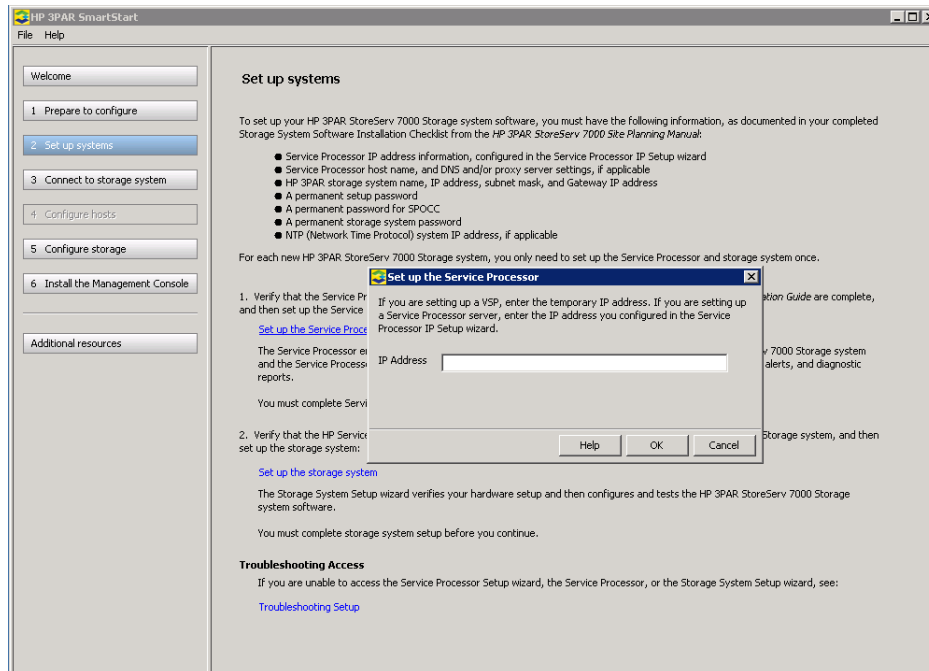 HP 3PAR SmartStart
File Help
Welcome
1 Prepare to configure
2 Set up systems
3 Connect to storage system
4 Configure hosts
5 Configure storage
6 Install the Management Console
Additional resources
Set up systems
To set up your HP 3PAR StoreServ 7000 Storage system software, you must have the following information, as documented in your completed
Storage System Software Installation Checklist from the HP 3PAR StoreServ 7000 Site Planning Manual:
● Service Processor IP address information, configured in the Service Processor IP Setup wizard
● Service Processor host name, and DNS and/or proxy server settings, if applicable
● HP 3PAR storage system name, IP address, subnet mask, and Gateway IP address
● A permanent setup password
● A permanent password for SPOCC
● A permanent storage system password
● NTP (Network Time Protocol) system IP address, if applicable
For each new HP 3PAR StoreServ 7000 Storage system, you only need to set up the Service Processor and storage system once.
1. Verify that the Service Pr ation Guide are complete,
and then set up the Service
Set up the Service Proce
The Service Processor e 7000 Storage system
and the Service Process alerts, and diagnostic
reports.
You must complete Servi
2. Verify that the HP Service Storage system, and then
set up the storage system:
Set up the storage system
The Storage System Setup wizard verifies your hardware setup and then configures and tests the HP 3PAR StoreServ 7000 Storage
system software.
You must complete storage system setup before you continue.
Troubleshooting Access
If you are unable to access the Service Processor Setup wizard, the Service Processor, or the Storage System Setup wizard, see:
Troubleshooting Setup
Set up the Service Processor
If you are setting up a VSP, enter the temporary IP address. If you are setting up
a Service Processor server, enter the IP address you configured in the Service
Processor IP Setup wizard.
IP Address
Help OK Cancel